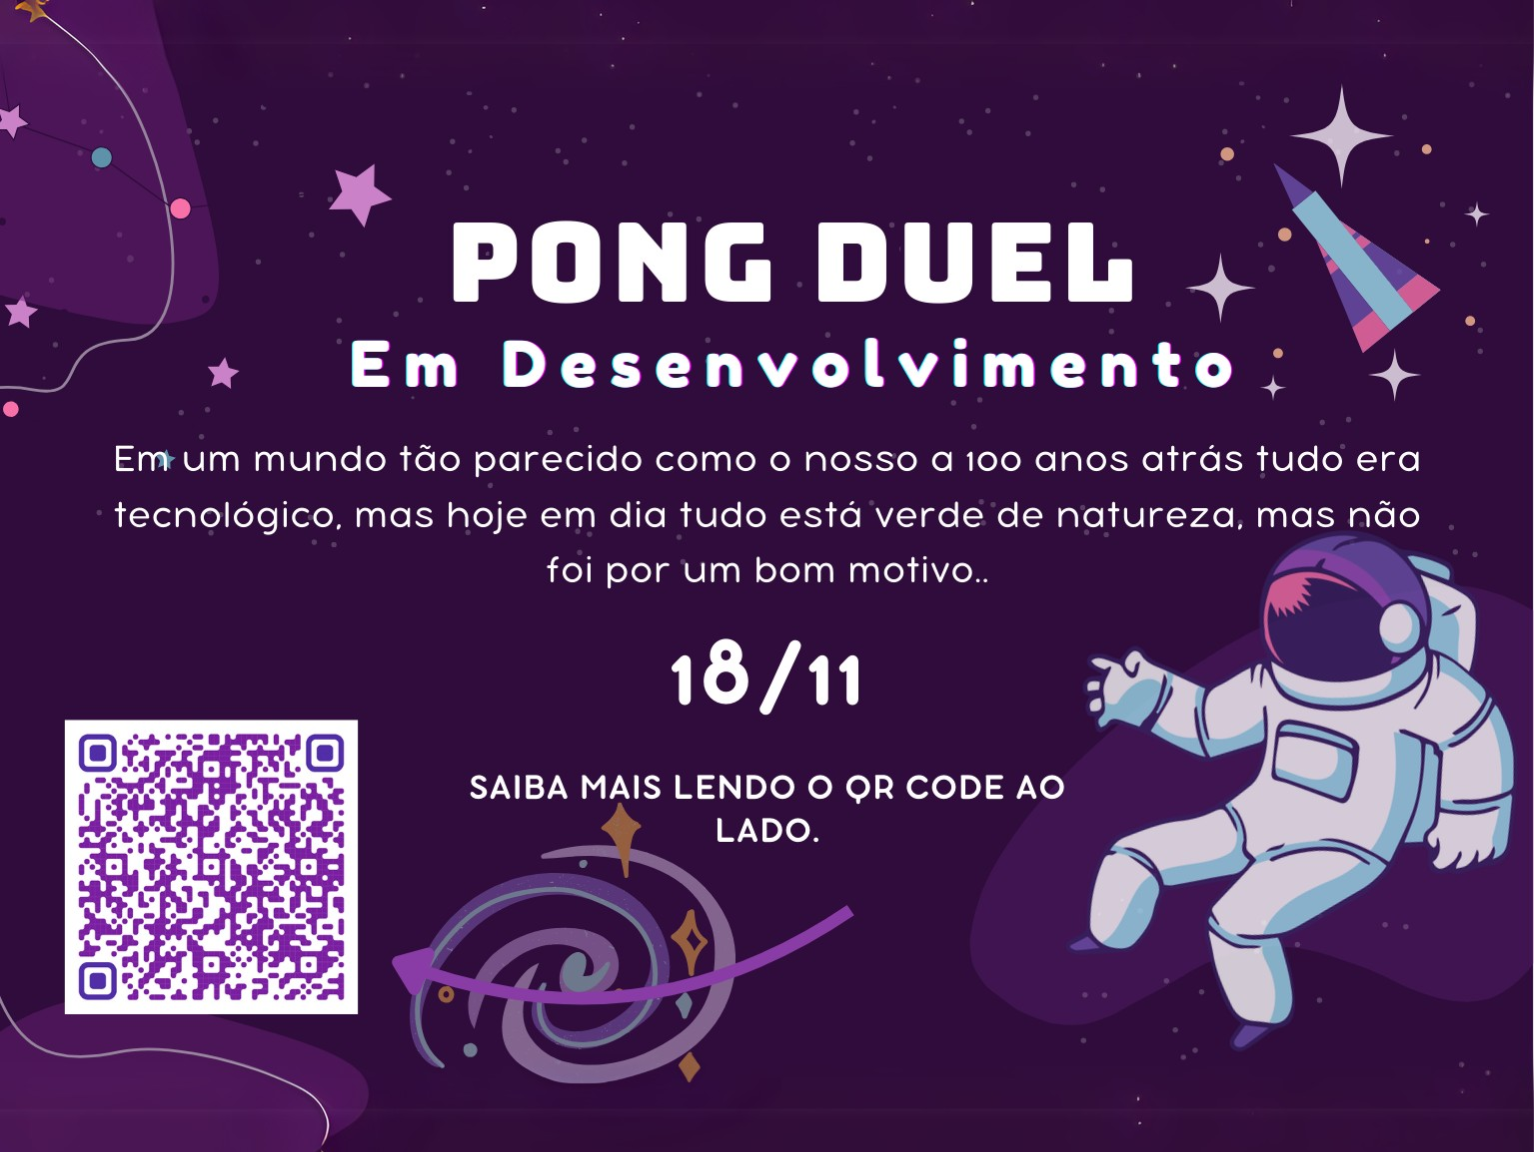 PONG DUEL
Em Desenvolvimento
Em um mundo tão parecido como o nosso a 100 anos atrás tudo era
tecnológico, mas hoje em dia tudo está verde de natureza, mas não
foi por um bom motivo..
18/11
SAIBA MAIS LENDO O QR CODE AO
LADO.